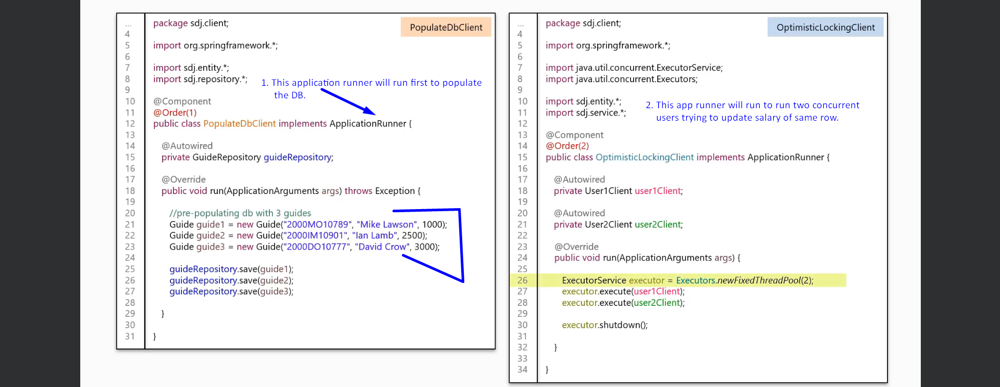 PopulateDbClient
...
package sdj.client;
4
5 import org.springframework.*;
6
7 import sdj.entity.*;
8 import sdj.repository.*;
1. This application runner will run first to populate
the DB.
9
10 @Component
11 @Order(1)
12 public class PopulateDbClient implements ApplicationRunner {
13
14 @Autowired
15 private GuideRepository guideRepository;
16
17 @Override
18 public void run(ApplicationArguments args) throws Exception {
19
20 //pre-populating db with 3 guides
21 Guide guide1 = new Guide("2000MO10789", "Mike Lawson", 1000);
22 Guide guide2 = new Guide("2000IM10901", "Ian Lamb", 2500);
23 Guide guide3 = new Guide("2000DO10777", "David Crow", 3000);
24
25 guideRepository.save(guide1);
26 guideRepository.save(guide2);
27 guideRepository.save(guide3);
28
29 }
30
31 }
OptimisticLockingClient
...
package sdj.client;
4
5 import org.springframework.*;
6
7 import java.util.concurrent.ExecutorService;
8 import java.util.concurrent.Executors;
9
10 import sdj.entity.*;
11 import sdj.service.*;
2. This app runner will run to run two concurrent
users trying to update salary of same row.
12
13 @Component
14 @Order(2)
15 public class OptimisticLockingClient implements ApplicationRunner {
16
17 @Autowired
18 private User1Client user1Client;
19
20 @Autowired
21 private User2Client user2Client;
22
23 @Override
24 public void run(ApplicationArguments args) {
25
26 ExecutorService executor = Executors.newFixedThreadPool(2);
27 executor.execute(user1Client);
28 executor.execute(user2Client);
29
30 executor.shutdown();
31
32 }
33
34 }